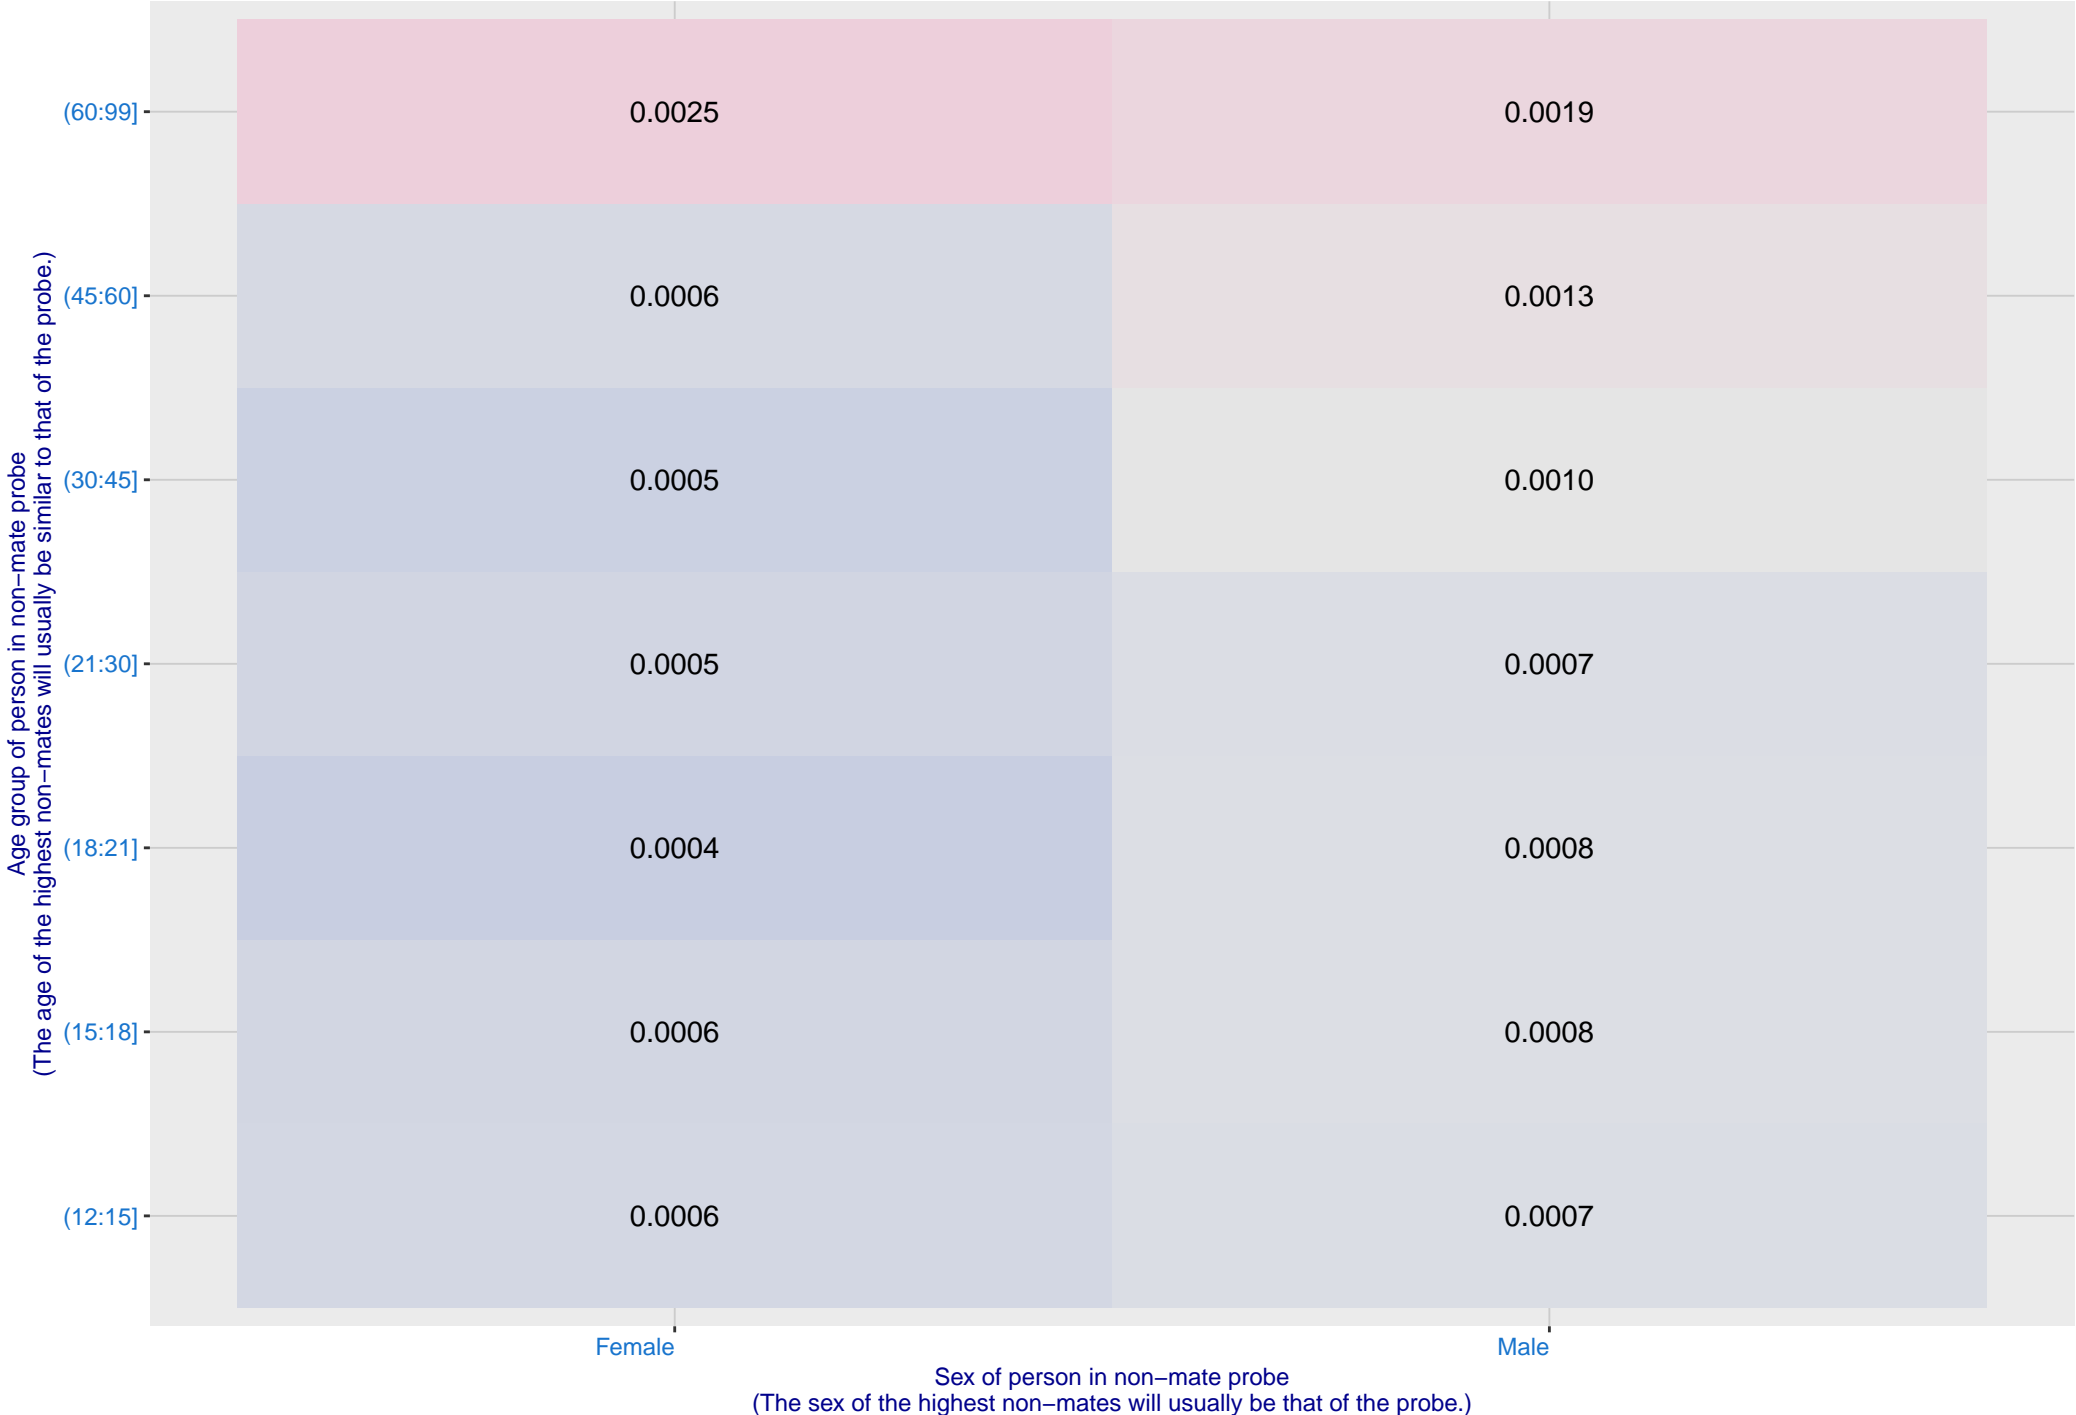 Age group of person in non−mate probe
(The age of the highest non−mates will usually be similar to that of the probe.)
(60:99] 0.0025 0.0019
(45:60] 0.0006 0.0013
(30:45] 0.0005 0.0010
(21:30] 0.0005 0.0007
(18:21] 0.0004 0.0008
(15:18] 0.0006 0.0008
(12:15] 0.0006 0.0007
Female Male
Sex of person in non−mate probe
(The sex of the highest non−mates will usually be that of the probe.)